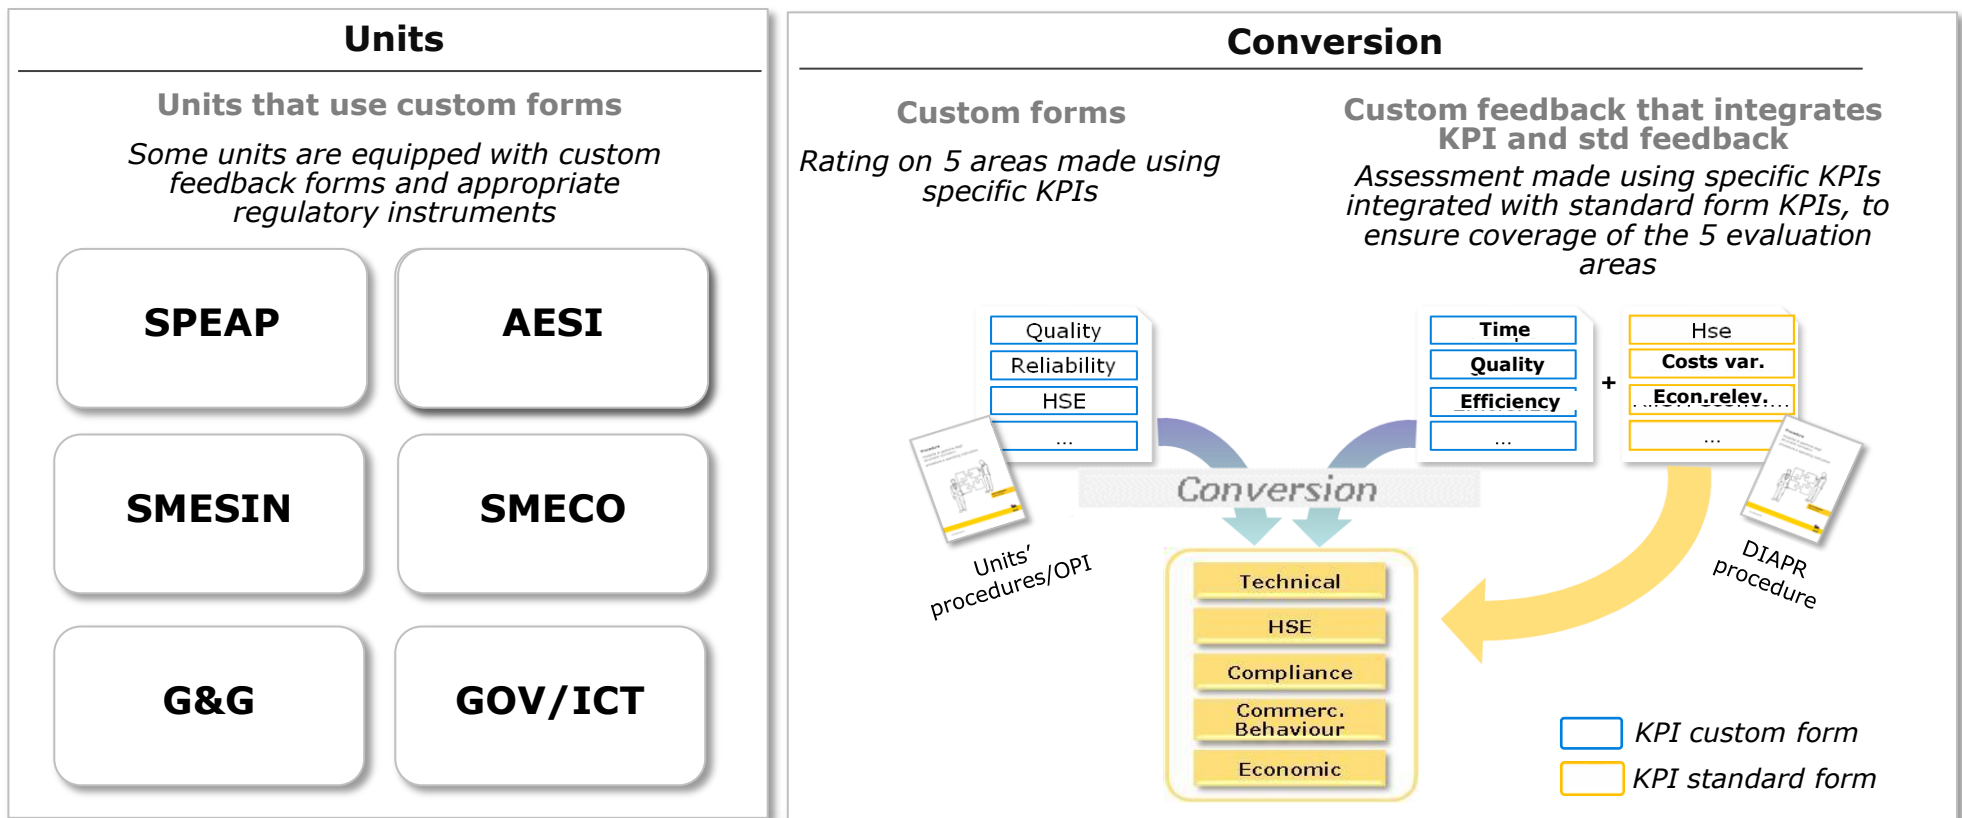 Units
Units that use custom forms
Some units are equipped with custom
feedback forms and appropriate
regulatory instruments
SPEAP
AESI
SMESIN
SMECO
G&G
GOV/ICT
Conversion
Custom forms
Rating on 5 areas made using
specific KPIs
Custom feedback that integrates
KPI and std feedback
Assessment made using specific KPIs
integrated with standard form KPIs, to
ensure coverage of the 5 evaluation
areas
Quality
Reliability
HSE
...
Time
Quality
Efficiency
...
+
Hse
Costs var.
Econ.relev.
...
Procedure
Units'
procedures/OPI
Procedure
DIAPR
procedure
Conversion
Technical
HSE
Compliance
Commerc.
Behaviour
Economic
KPI custom form
KPI standard form